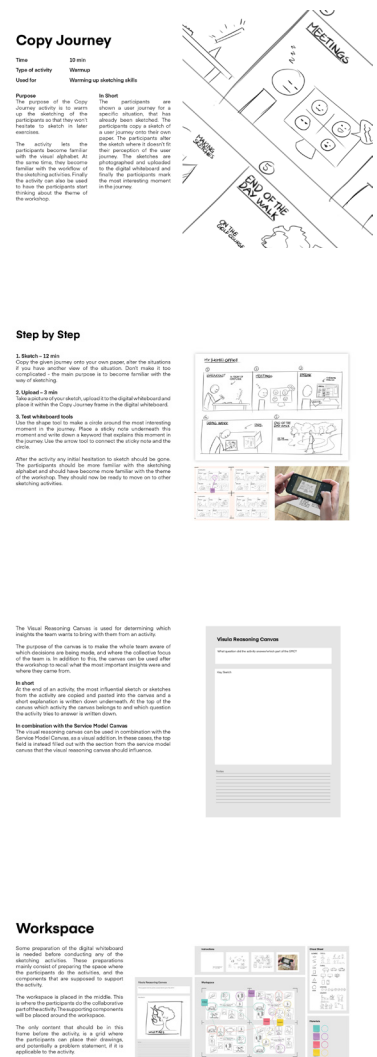 Copy Journey
Time 10 min
Type of activity Warmup
Used for Warming up sketching skills
Purpose
The purpose of the Copy
Journey activity is to warm
up the sketching of the
participants so that they won't
hesitate to sketch in later
exercises.
The activity lets the
participants become familiar
with the visual alphabet. At
the same time, they become
familiar with the workflow of
the sketching activities. Finally
the activity can also be used
to have the participants start
thinking about the theme of
the workshop.
In Short
The participants are
shown a user journey for a
specific situation, that has
already been sketched. The
participants copy a sketch of
a user journey onto their own
paper. The participants alter
the sketch where it doesn't fit
their perception of the user
journey. The sketches are
photographed and uploaded
to the digital whiteboard and
finally the participants mark
the most interesting moment
in the journey.
MEETINGS
END OF THE
DAY WALK
ON THE
GOLF COURSE
Step by Step
1. Sketch – 12 min
Copy the given journey onto your own paper, alter the situations
if you have another view of the situation. Don't make it too
complicated - the main purpose is to become familiar with the
way of sketching.
2. Upload – 3 min
Take a picture of your sketch, upload it to the digital whiteboard and
place it within the Copy Journey frame in the digital whiteboard.
3. Test whiteboard tools
Use the shape tool to make a circle around the most interesting
moment in the journey. Place a sticky note underneath this
moment and write down a keyword that explains this moment in
the journey. Use the arrow tool to connect the sticky note and the
circle.
After the activity any initial hesitation to sketch should be gone.
The participants should be more familiar with the sketching
alphabet and should have become more familiar with the theme
of the workshop. They should now be ready to move on to other
sketching activities.
The Visual Reasoning Canvas is used for determining which
insights the team wants to bring with them from an activity.
The purpose of the canvas is to make the whole team aware of
which decisions are being made, and where the collective focus
of the team is. In addition to this, the canvas can be used after
the workshop to recall what the most important insights were and
where they came from.
In short
At the end of an activity, the most influential sketch or sketches
from the activity are copied and pasted into the canvas and a
short explanation is written down underneath. At the top of the
canvas which activity the canvas belongs to and which question
the activity tries to answer is written down.
In combination with the Service Model Canvas
The visual reasoning canvas can be used in combination with the
Service Model Canvas, as a visual addition. In these cases, the top
field is instead filled out with the section from the service model
canvas that the visual reasoning canvas should influence.
Visula Reasoning Canvas
Workspace
Some preparation of the digital whiteboard
is needed before conducting any of the
sketching activities. These preparations
mainly consist of preparing the space where
the participants do the activities, and the
components that are supposed to support
the activity.
The workspace is placed in the middle. This
is where the participants do the collaborative
part of the activity. The supporting components
will be placed around the workspace.
The only content that should be in this
frame before the activity, is a grid where
the participants can place their drawings,
and potentially a problem statement, if it is
applicable to the activity.